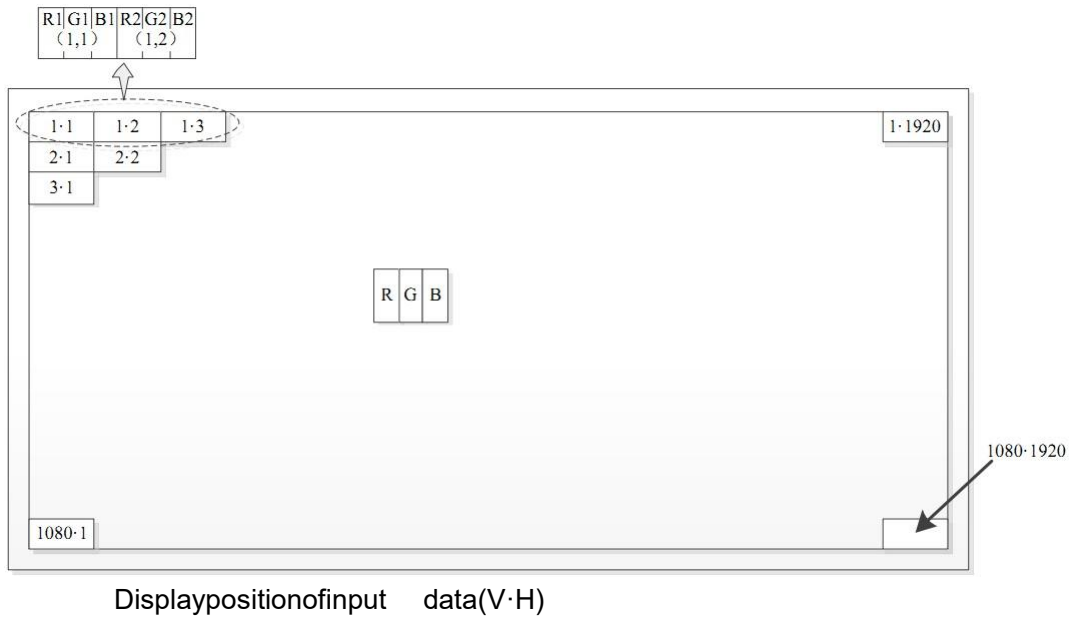 R1 G1 B1 R2 G2 B2
(1,1) (1,2)
1·1 1·2 1·3 1·1920
2·1 2·2
3·1
R G B
1080·1920
1080·1
Displaypositionofinput data(V·H)